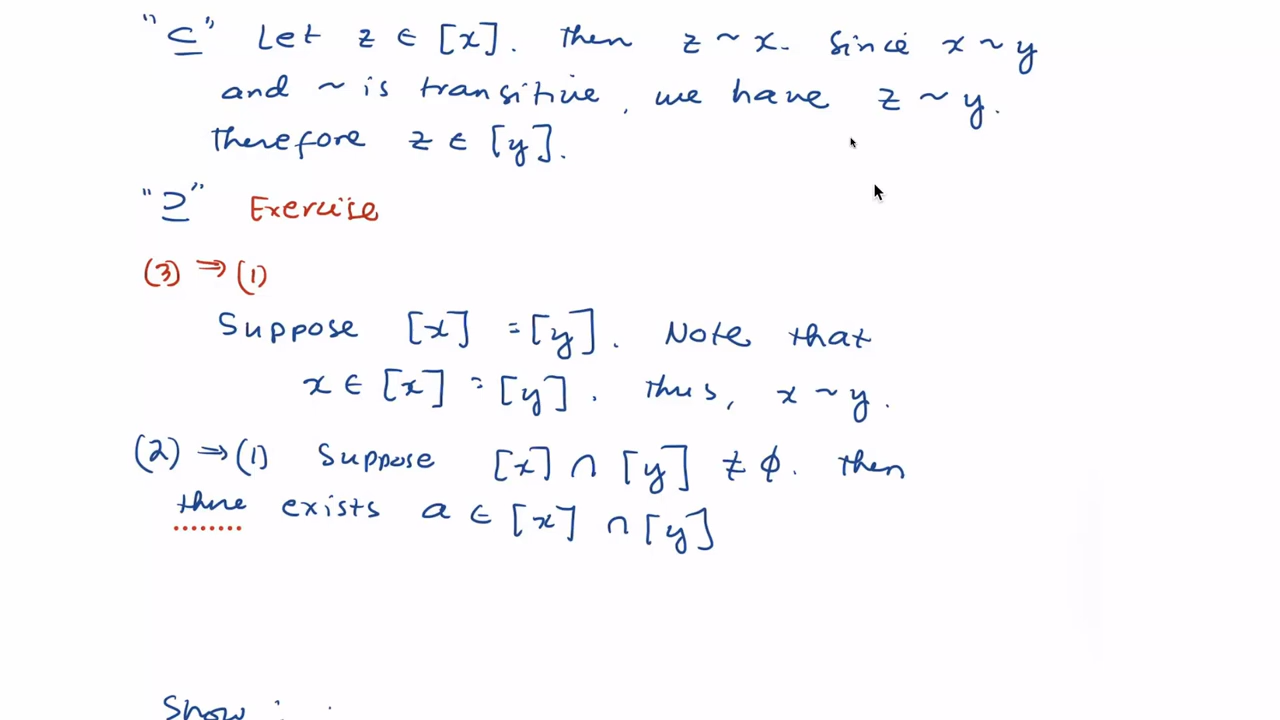 "⊆" Let z ∈ [x]. Then z ~ x. Since x ~ y
and ~ is transitive, we have z ~ y.
Therefore z ∈ [y].
"⊇" Exercise
(3) ⇒ (1)
Suppose [x] = [y]. Note that
x ∈ [x] = [y]. Thus, x ~ y.
(2) ⇒ (1) Suppose [x] ∩ [y] ≠ ϕ. Then
there exists a ∈ [x] ∩ [y]
Show